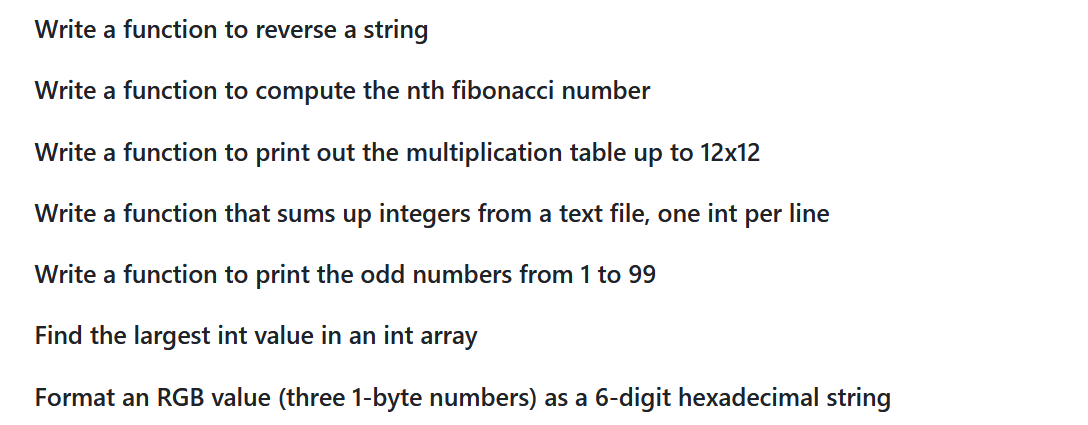 Write a function to reverse a string
Write a function to compute the nth fibonacci number
Write a function to print out the multiplication table up to 12x12
Write a function that sums up integers from a text file, one int per line
Write a function to print the odd numbers from 1 to 99
Find the largest int value in an int array
Format an RGB value (three 1-byte numbers) as a 6-digit hexadecimal string